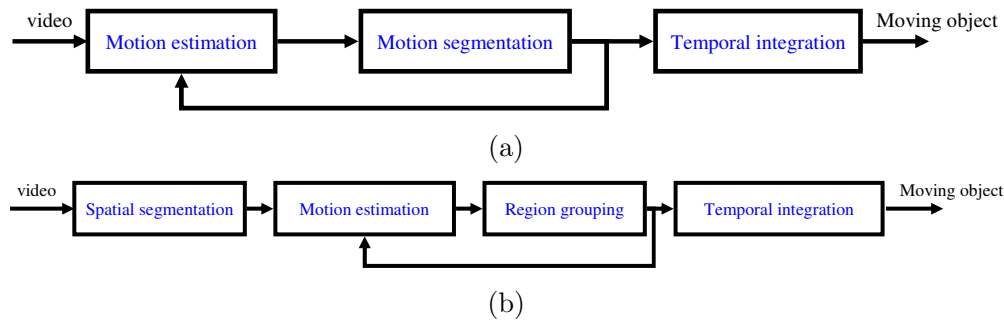 video
Motion estimation
Motion segmentation
Temporal integration
Moving object
(a)
video
Spatial segmentation
Motion estimation
Region grouping
Temporal integration
Moving object
(b)